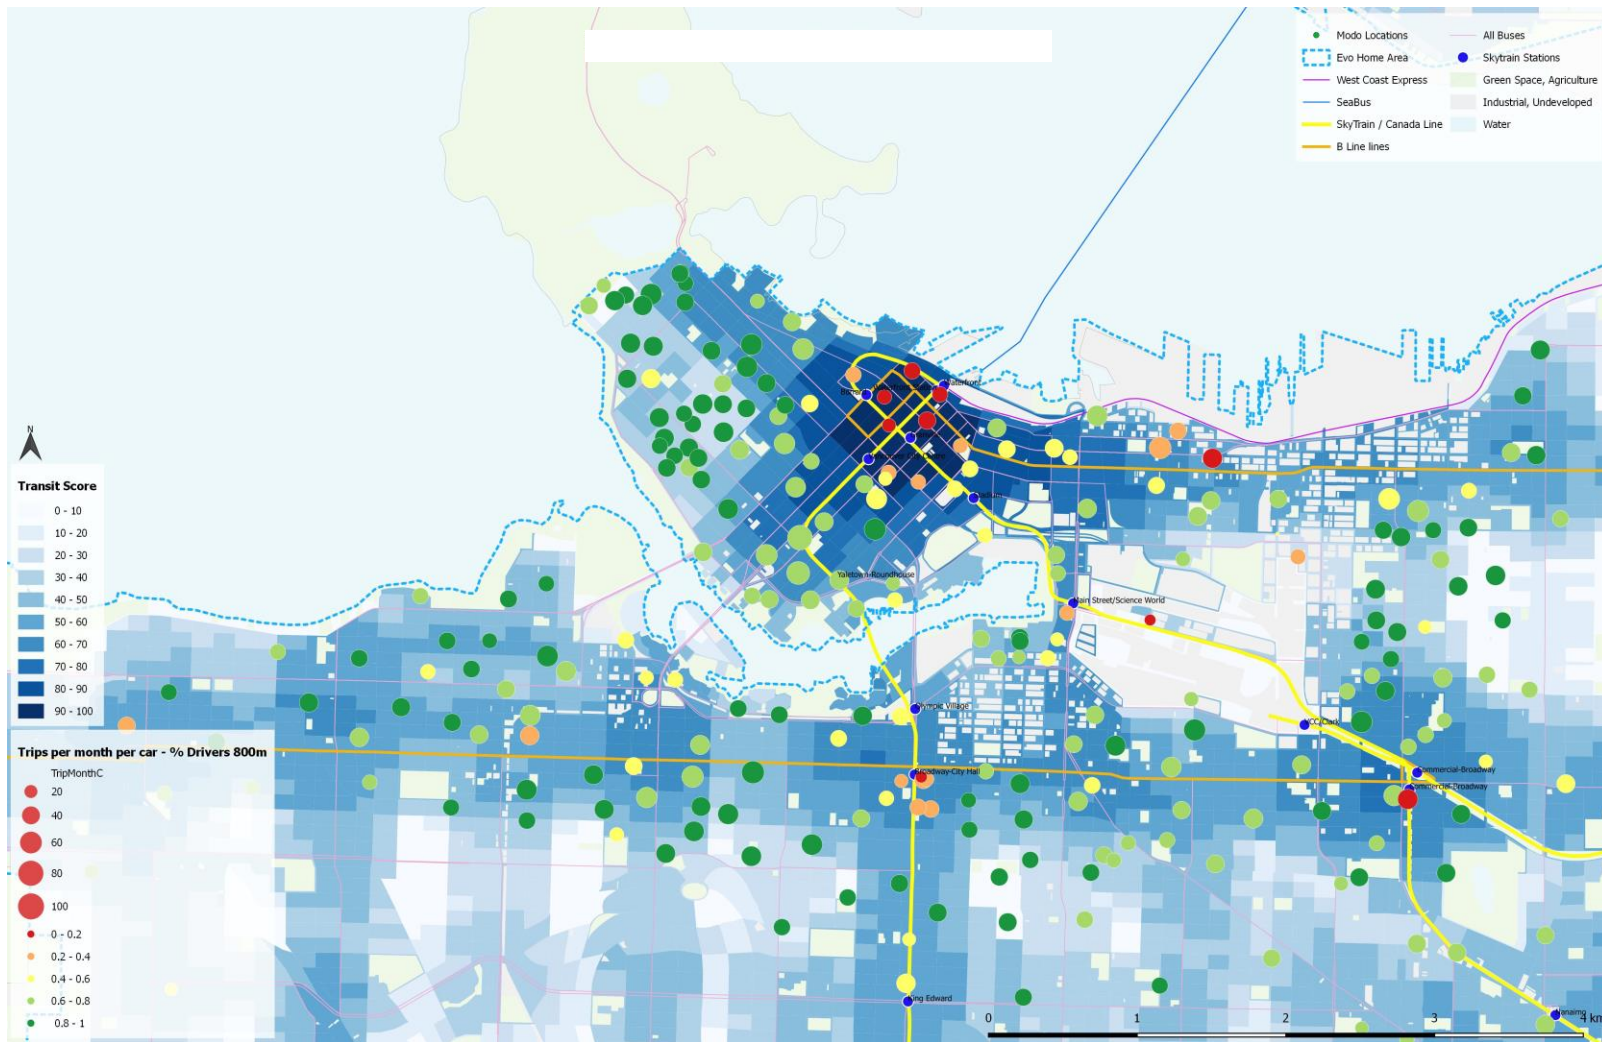 Modo Locations
Evo Home Area
West Coast Express
SeaBus
SkyTrain / Canada Line
B Line lines
All Buses
Skytrain Stations
Green Space, Agriculture
Industrial, Undeveloped
Water
Waterfront
Stadium
Yaletown-Roundhouse
Main Street/Science World
Olympic Village
VCC/Clark
Broadway-City Hall
Commercial-Broadway
Commercial-Broadway
King Edward
Nanaimo
N
Transit Score
0 - 10
10 - 20
20 - 30
30 - 40
40 - 50
50 - 60
60 - 70
70 - 80
80 - 90
90 - 100
Trips per month per car - % Drivers 800m
TripMonthC
20
40
60
80
100
0 - 0.2
0.2 - 0.4
0.4 - 0.6
0.6 - 0.8
0.8 - 1
0 1 2 3 4 km